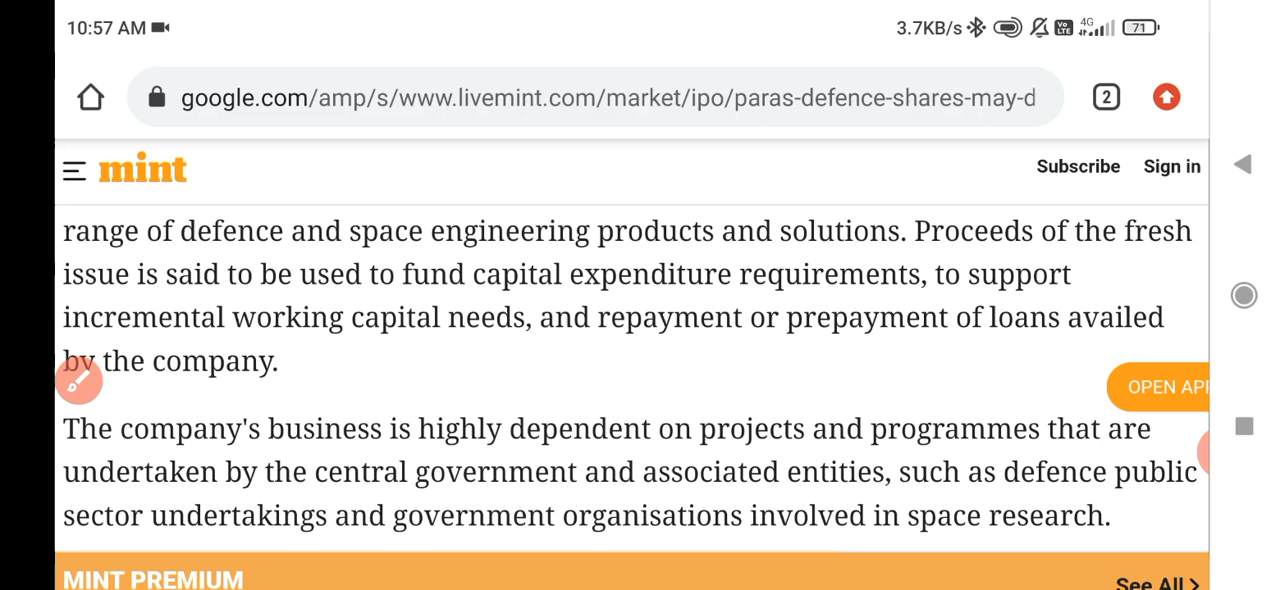 10:57 AM
3.7KB/s Vo LTE 4G 71
google.com/amp/s/www.livemint.com/market/ipo/paras-defence-shares-may-d
2
mint
Subscribe Sign in
range of defence and space engineering products and solutions. Proceeds of the fresh
issue is said to be used to fund capital expenditure requirements, to support
incremental working capital needs, and repayment or prepayment of loans availed
by the company.
OPEN APP
The company's business is highly dependent on projects and programmes that are
undertaken by the central government and associated entities, such as defence public
sector undertakings and government organisations involved in space research.
MINT PREMIUM
See All